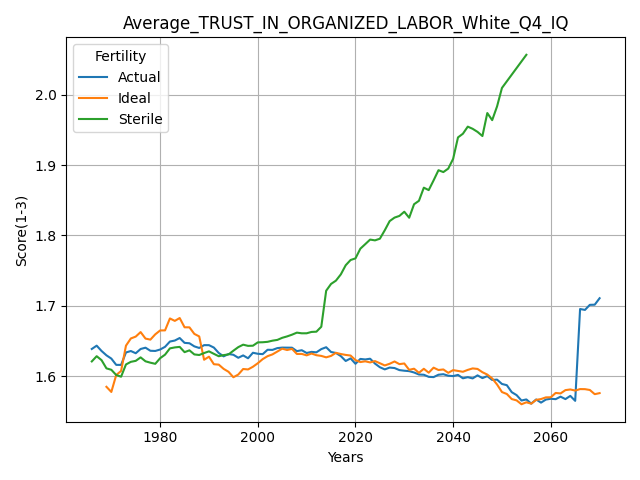 Average_TRUST_IN_ORGANIZED_LABOR_White_Q4_IQ
Fertility
Actual
Ideal
Sterile
Score(1-3)
2.0
1.9
1.8
1.7
1.6
1980
2000
2020
2040
2060
Years